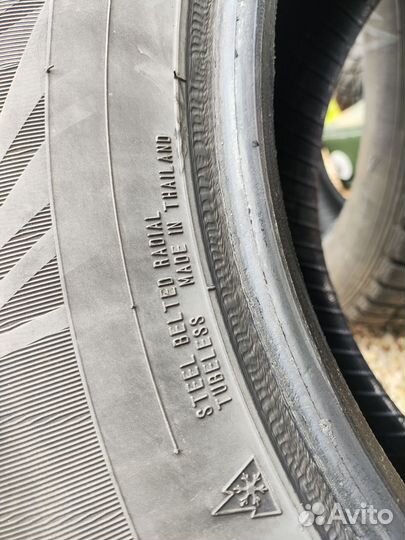 STEEL BELTED RADIAL
TUBELESS MADE IN THAILAND
Avito